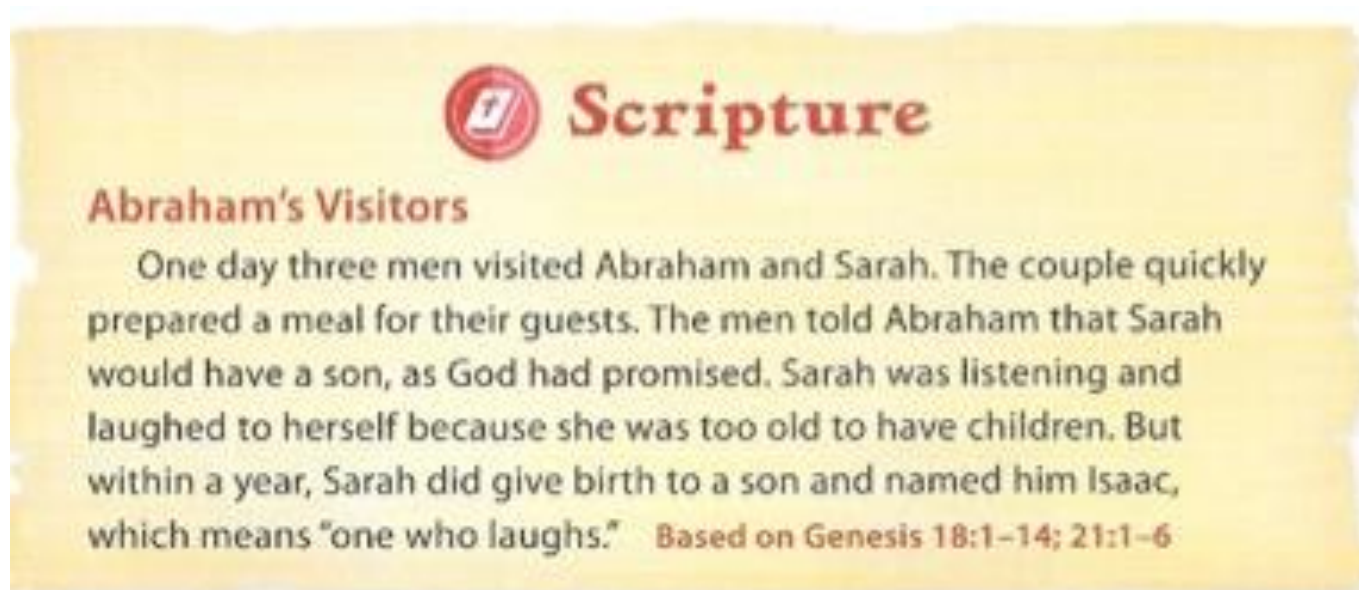 Scripture
Abraham's Visitors
One day three men visited Abraham and Sarah. The couple quickly
prepared a meal for their guests. The men told Abraham that Sarah
would have a son, as God had promised. Sarah was listening and
laughed to herself because she was too old to have children. But
within a year, Sarah did give birth to a son and named him Isaac,
which means "one who laughs." Based on Genesis 18:1–14; 21:1–6